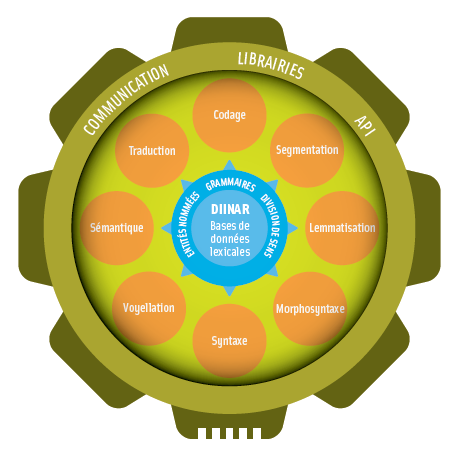 COMMUNICATION
LIBRAIRIES
API
Codage
Segmentation
Lemmatisation
Morphosyntaxe
Syntaxe
Voyellation
Sémantique
Traduction
ENTITÉS NOMMÉES
GRAMMAIRES
DIVISION DE SENS
DIINAR
Bases de
données
lexicales